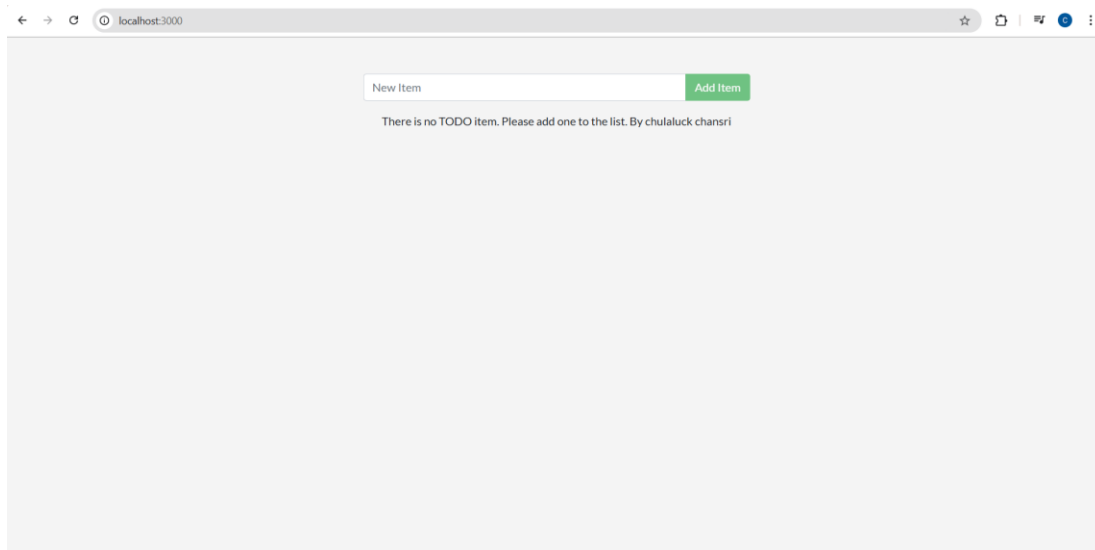 localhost:3000
New Item
Add Item
There is no TODO item. Please add one to the list. By chulaluck chansri
C